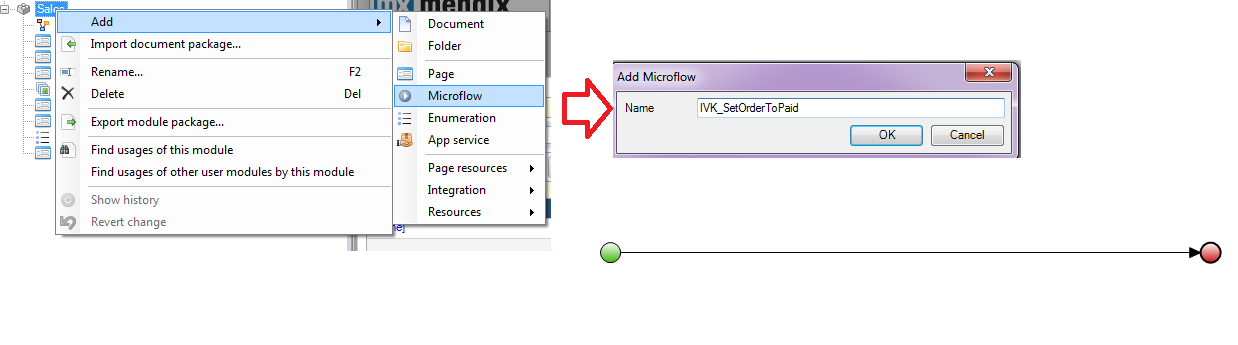 Sales
mendix
Add
Import document package...
Rename... F2
Delete Del
Export module package...
Find usages of this module
Find usages of other user modules by this module
Show history
Revert change
Document
Folder
Page
Microflow
Enumeration
App service
Page resources
Integration
Resources
Add Microflow
Name IVK_SetOrderToPaid
OK Cancel